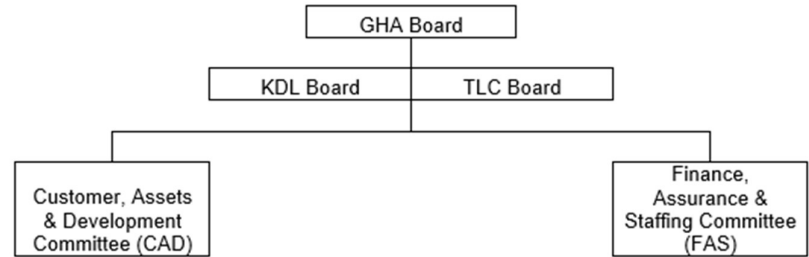 GHA Board
KDL Board
TLC Board
Customer, Assets
& Development
Committee (CAD)
Finance,
Assurance &
Staffing Committee
(FAS)